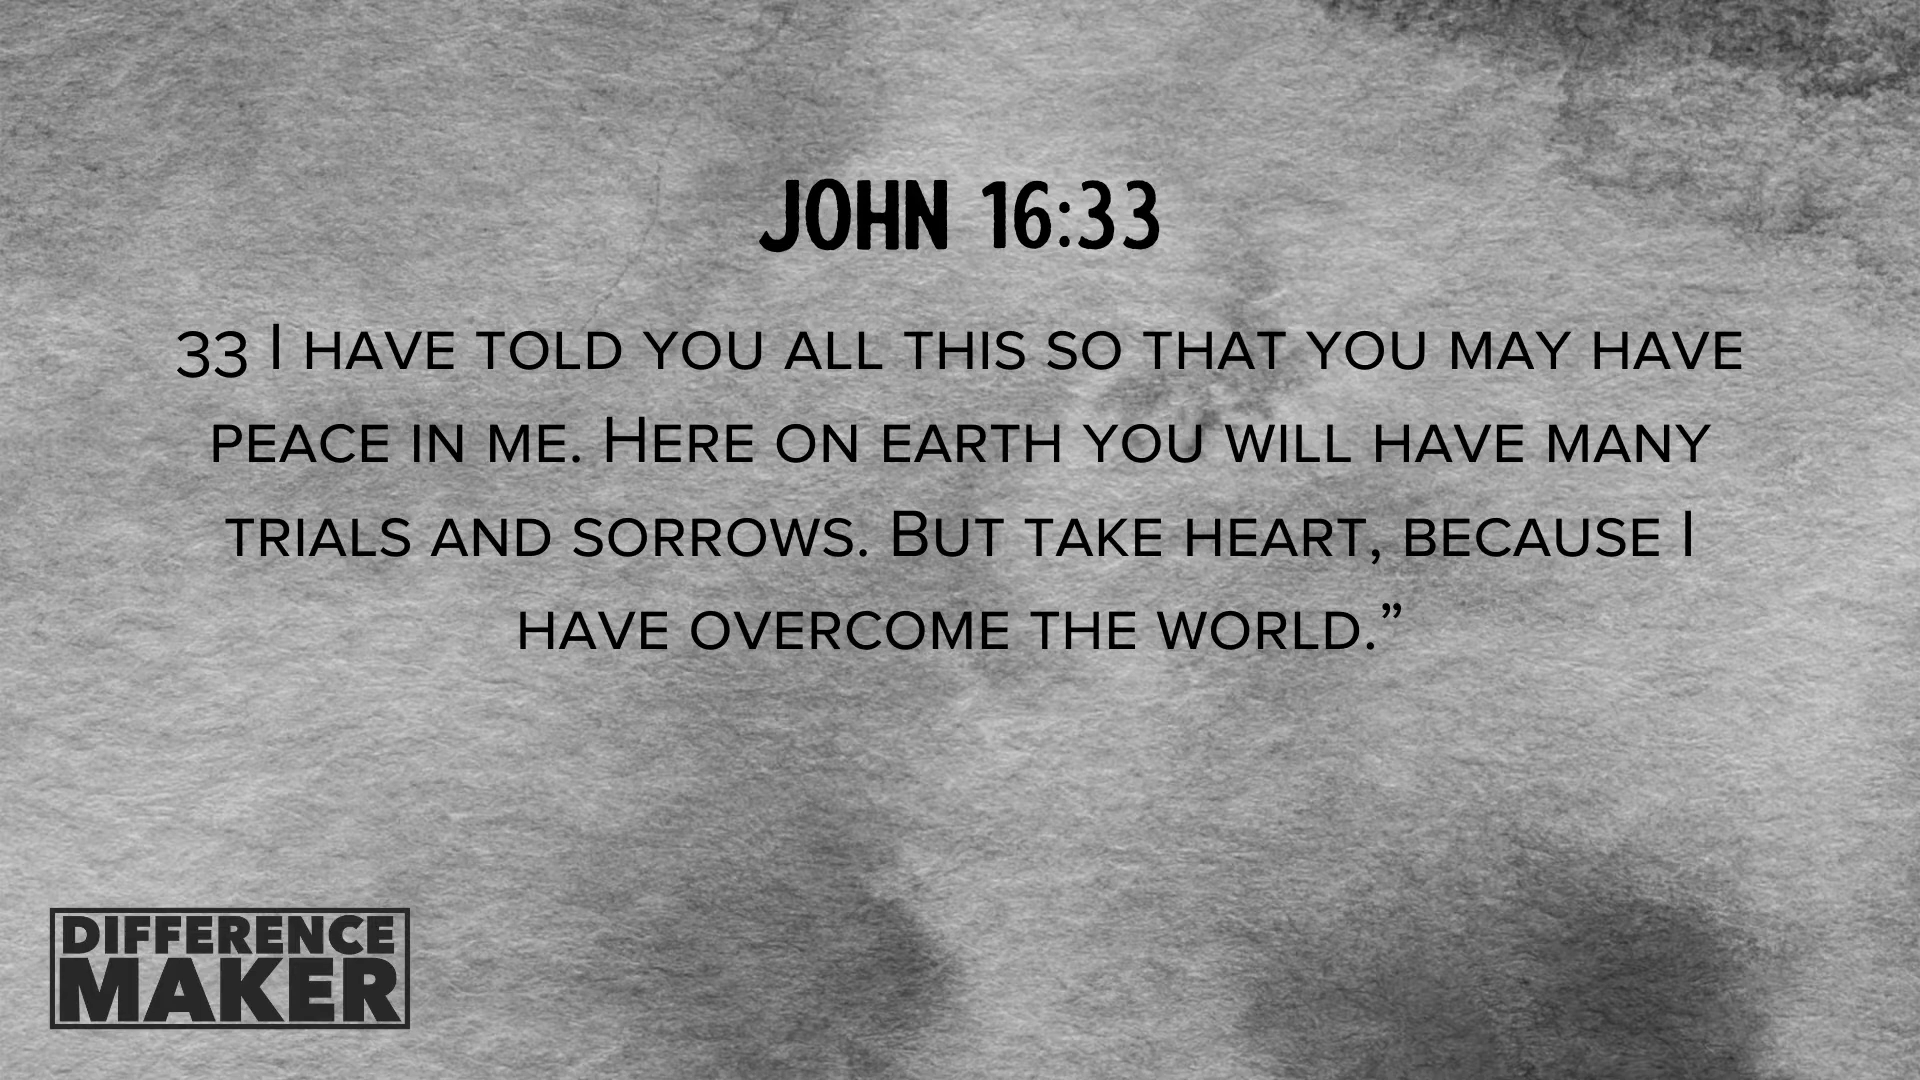 JOHN 16:33
33 I have told you all this so that you may have
peace in me. Here on earth you will have many
trials and sorrows. But take heart, because I
have overcome the world.”
DIFFERENCE
MAKER